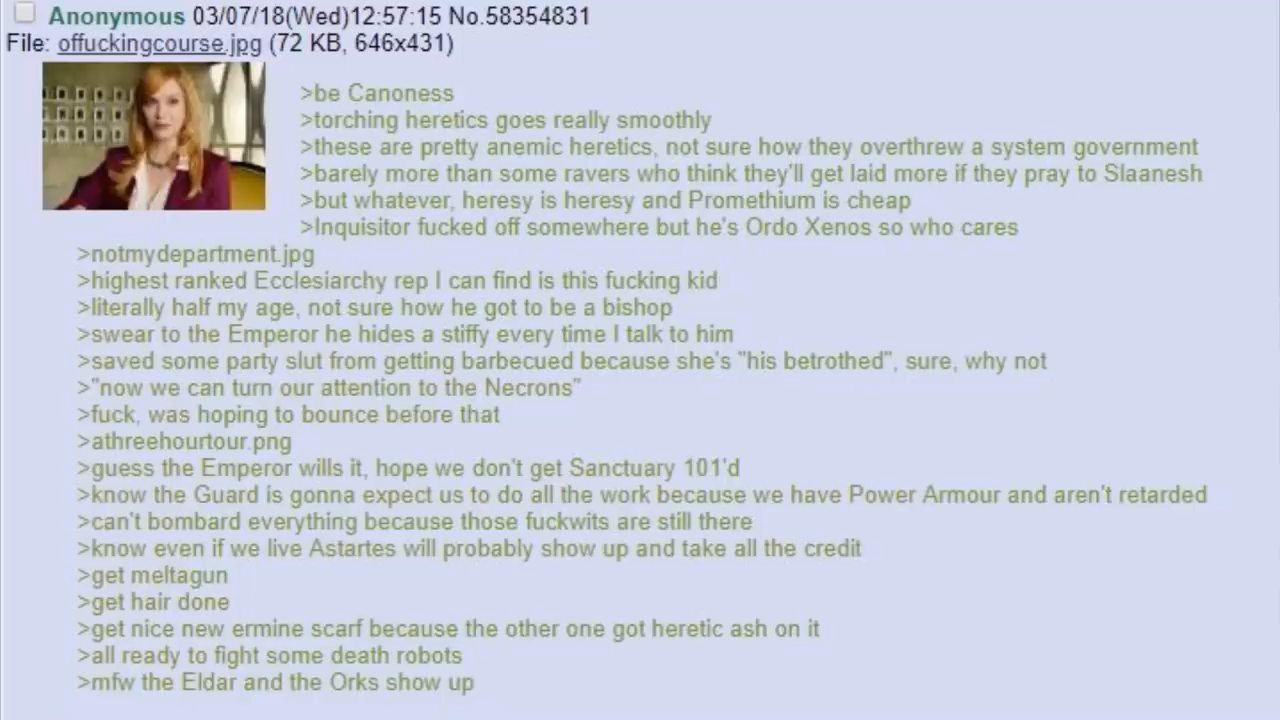 Anonymous 03/07/18(Wed)12:57:15 No.58354831
File: offuckingcourse.jpg (72 KB, 646x431)
>be Canoness
>torching heretics goes really smoothly
>these are pretty anemic heretics, not sure how they overthrew a system government
>barely more than some ravers who think they'll get laid more if they pray to Slaanesh
>but whatever, heresy is heresy and Promethium is cheap
>Inquisitor fucked off somewhere but he's Ordo Xenos so who cares
>notmydepartment.jpg
>highest ranked Ecclesiarchy rep I can find is this fucking kid
>literally half my age, not sure how he got to be a bishop
>swear to the Emperor he hides a stiffy every time I talk to him
>saved some party slut from getting barbecued because she's "his betrothed", sure, why not
>"now we can turn our attention to the Necrons"
>fuck, was hoping to bounce before that
>athreehourtour.png
>guess the Emperor wills it, hope we don't get Sanctuary 101'd
>know the Guard is gonna expect us to do all the work because we have Power Armour and aren't retarded
>can't bombard everything because those fuckwits are still there
>know even if we live Astartes will probably show up and take all the credit
>get meltagun
>get hair done
>get nice new ermine scarf because the other one got heretic ash on it
>all ready to fight some death robots
>mfw the Eldar and the Orks show up